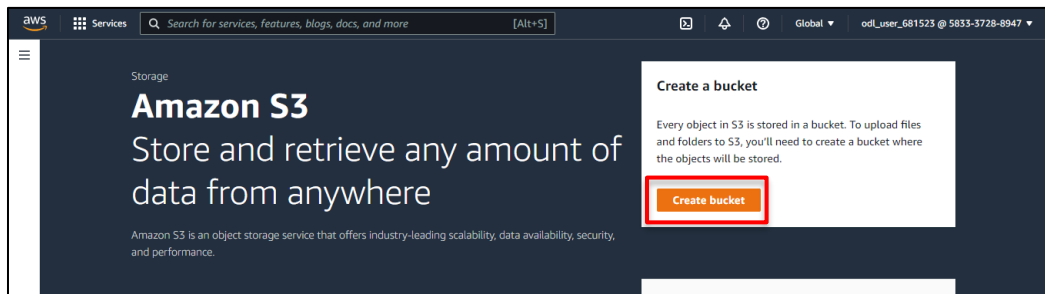 aws
Services
Search for services, features, blogs, docs, and more
[Alt+S]
Global ▼
odl_user_681523 @ 5833-3728-8947 ▼
Storage
Amazon S3
Store and retrieve any amount of
data from anywhere
Amazon S3 is an object storage service that offers industry-leading scalability, data availability, security,
and performance.
Create a bucket
Every object in S3 is stored in a bucket. To upload files
and folders to S3, you'll need to create a bucket where
the objects will be stored.
Create bucket